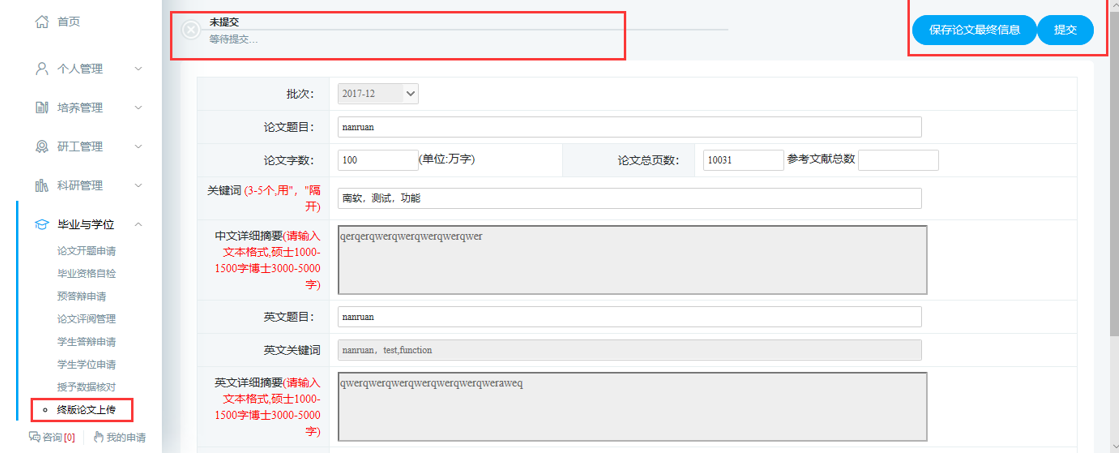 首页
个人管理
培养管理
研工管理
科研管理
毕业与学位
论文开题申请
毕业资格自检
预答辩申请
论文评阅管理
学生答辩申请
学生学位申请
授予数据核对
终版论文上传
咨询[0] 我的申请
未提交
等待提交...
保存论文最终信息 提交
批次： 2017-12
论文题目： nanruan
论文字数： 100 (单位:万字) 论文总页数： 10031 参考文献总数
关键词 (3-5个,用"，"隔
开) 南软，测试，功能
中文详细摘要(请输入
文本格式,硕士1000-
1500字博士3000-5000
字)
qerqerqwerqwerqwerqwerqwer
英文题目： nanruan
英文关键词 nanruan，test,function
英文详细摘要(请输入
文本格式,硕士1000-
1500字博士3000-5000
字)
qwerqwerqwerqwerqwerqwerqweraweq